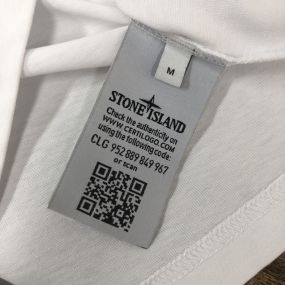 M
STONE ISLAND
Check the authenticity on
WWW.CERTILOGO.COM
using the following code:
CLG 952 889 849 967
or scan